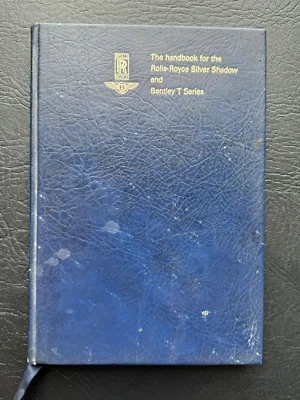 The handbook for the
Rolls-Royce Silver Shadow
and
Bentley T Series